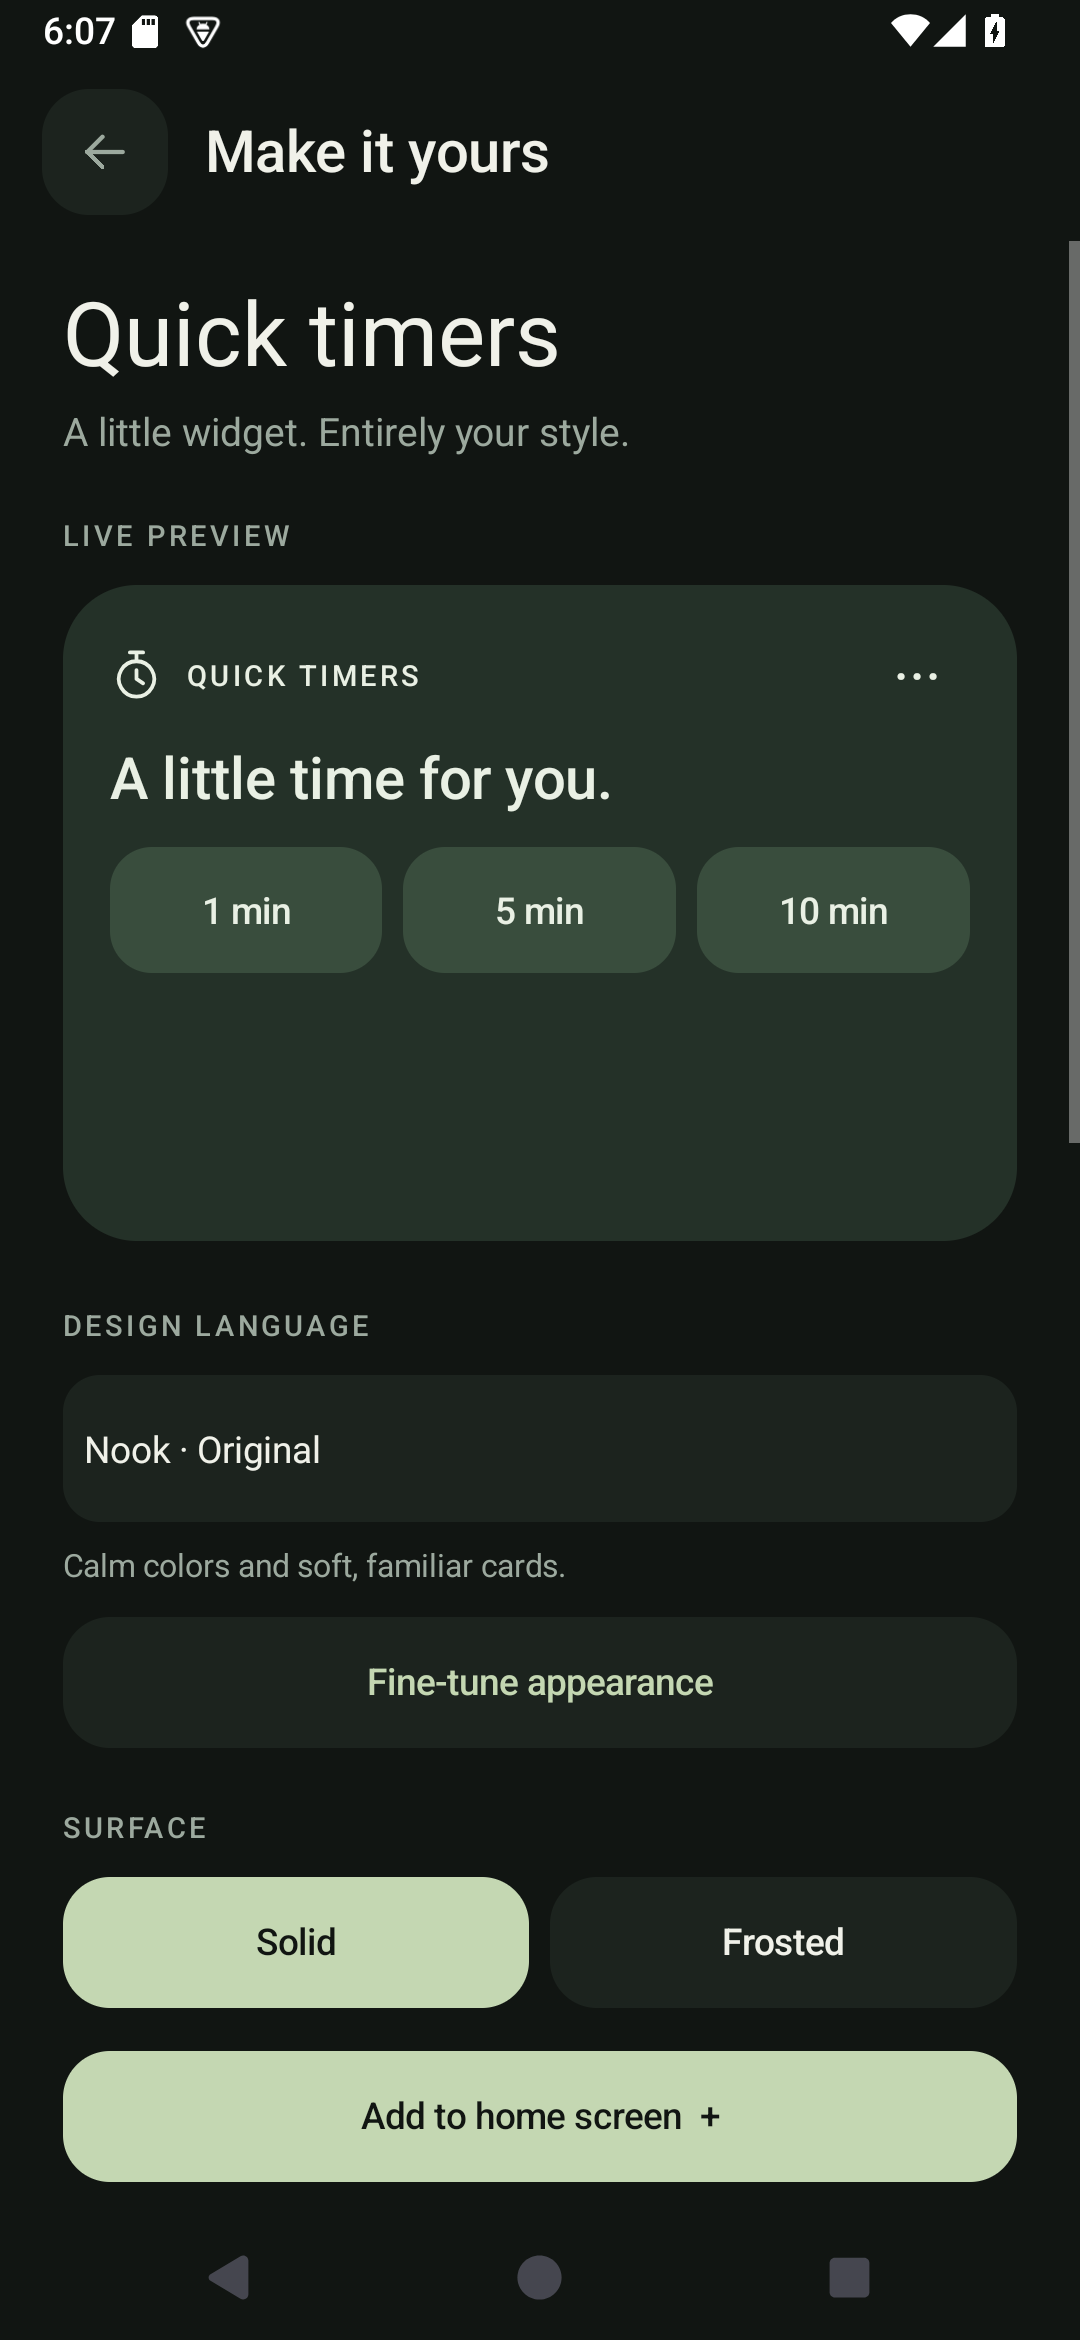 6:07
Make it yours
Quick timers
A little widget. Entirely your style.
LIVE PREVIEW
QUICK TIMERS
A little time for you.
1 min
5 min
10 min
DESIGN LANGUAGE
Nook · Original
Calm colors and soft, familiar cards.
Fine-tune appearance
SURFACE
Solid
Frosted
Add to home screen +